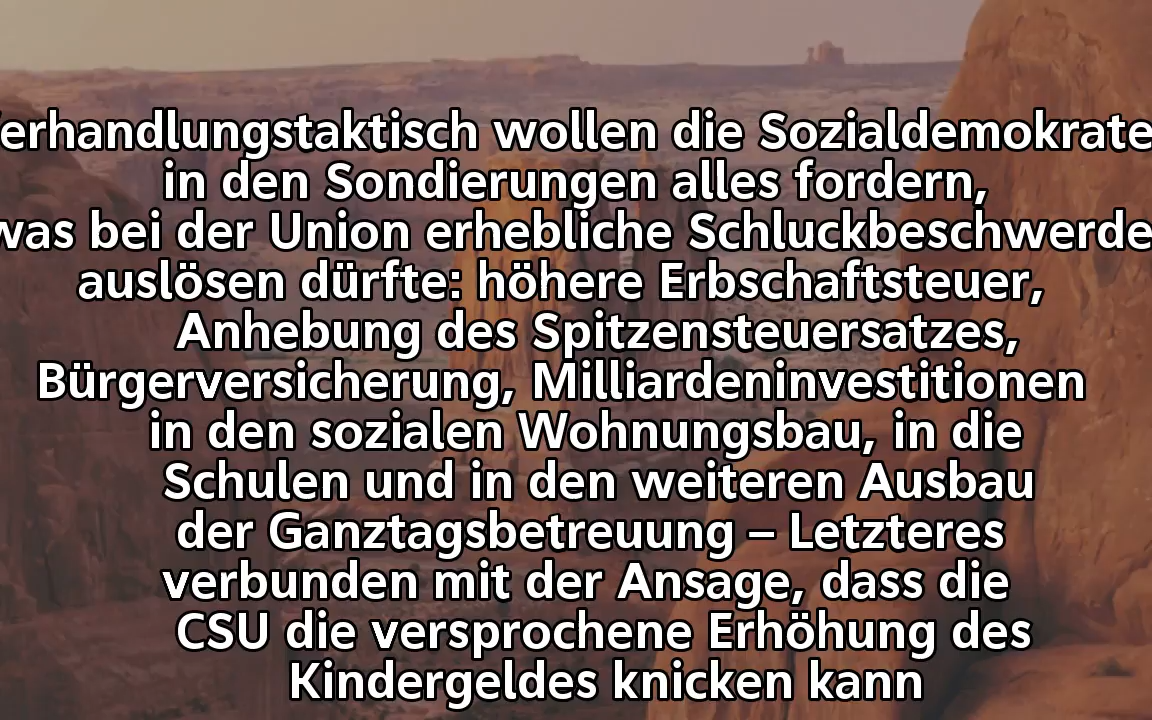 erhandlungstaktisch wollen die Sozialdemokrate
in den Sondierungen alles fordern,
was bei der Union erhebliche Schluckbeschwerde
auslösen dürfte: höhere Erbschaftsteuer,
Anhebung des Spitzensteuersatzes,
Bürgerversicherung, Milliardeninvestitionen
in den sozialen Wohnungsbau, in die
Schulen und in den weiteren Ausbau
der Ganztagsbetreuung – Letzteres
verbunden mit der Ansage, dass die
CSU die versprochene Erhöhung des
Kindergeldes knicken kann